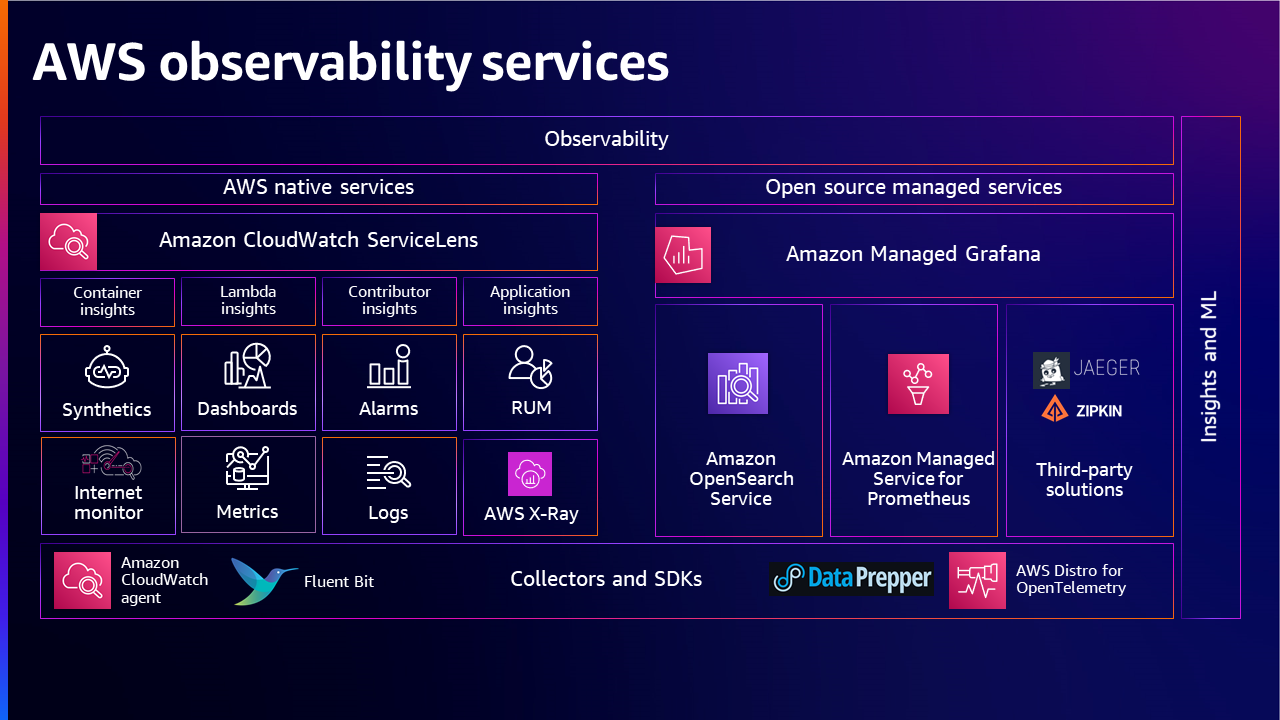 AWS observability services
Observability
AWS native services
Open source managed services
Insights and ML
Amazon CloudWatch ServiceLens
Amazon Managed Grafana
Container
insights
Lambda
insights
Contributor
insights
Application
insights
Synthetics
Dashboards
Alarms
RUM
Internet
monitor
Metrics
Logs
AWS X-Ray
Amazon
OpenSearch
Service
Amazon Managed
Service for
Prometheus
JAEGER
ZIPKIN
Third-party
solutions
Amazon
CloudWatch
agent
Fluent Bit
Collectors and SDKs
Data Prepper
AWS Distro for
OpenTelemetry